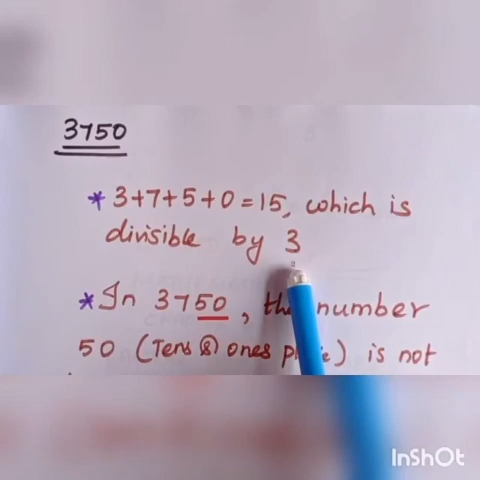 3750
* 3+7+5+0=15, which is
divisible by 3
* In 3750, the number
50 (Tens & ones) is not
InShOt